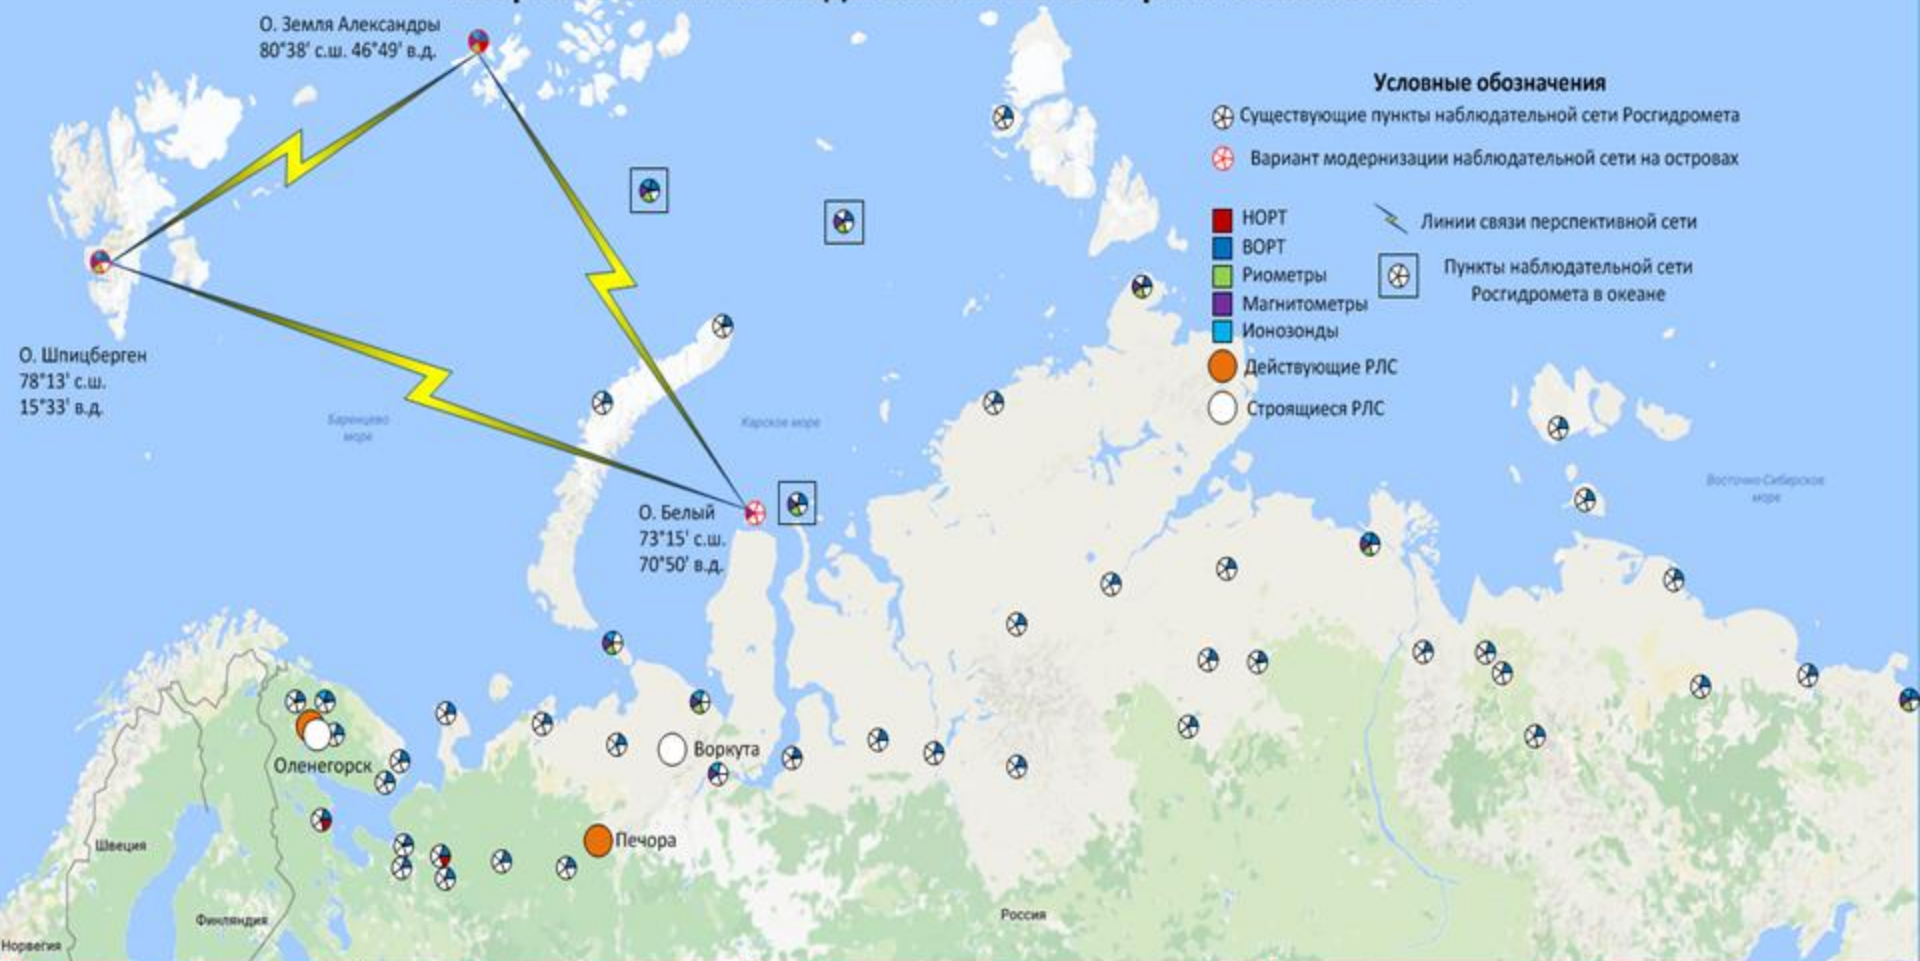 О. Земля Александры
80°38' с.ш. 46°49' в.д.
Условные обозначения
Существующие пункты наблюдательной сети Росгидромета
Вариант модернизации наблюдательной сети на островах
НОРТ
ВОРТ
Риометры
Магнитометры
Ионозонды
Действующие РЛС
Строящиеся РЛС
Линии связи перспективной сети
Пункты наблюдательной сети
Росгидромета в океане
О. Шпицберген
78°13' с.ш.
15°33' в.д.
Баренцево
море
Карское море
Восточно-Сибирское
море
О. Белый
73°15' с.ш.
70°50' в.д.
Оленегорск
Воркута
Печора
Швеция
Финляндия
Норвегия
Россия